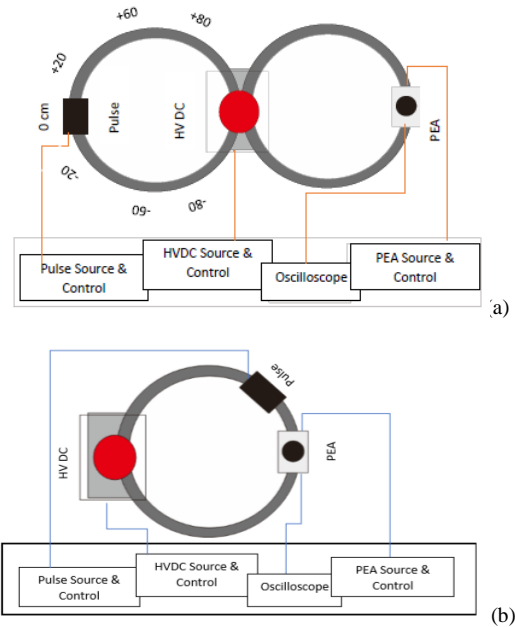 +60
+80
+20
0 cm
Pulse
HV DC
PEA
-20
-60
-80
Pulse Source &
Control
HVDC Source
& Control
Oscilloscope
PEA Source &
Control
(a)
Pulse
HV DC
PEA
Pulse Source &
Control
HVDC Source
& Control
Oscilloscope
PEA Source &
Control
(b)